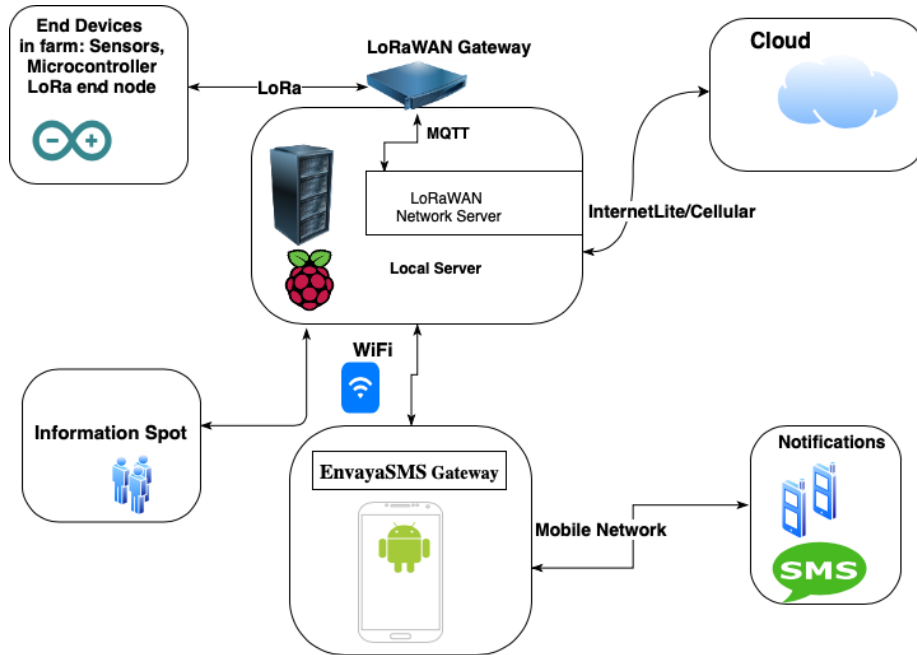 End Devices
in farm: Sensors,
Microcontroller
LoRa end node
LoRa
LoRaWAN Gateway
Cloud
MQTT
LoRaWAN
Network Server
InternetLite/Cellular
Local Server
WiFi
Information Spot
EnvayaSMS Gateway
Mobile Network
Notifications
SMS